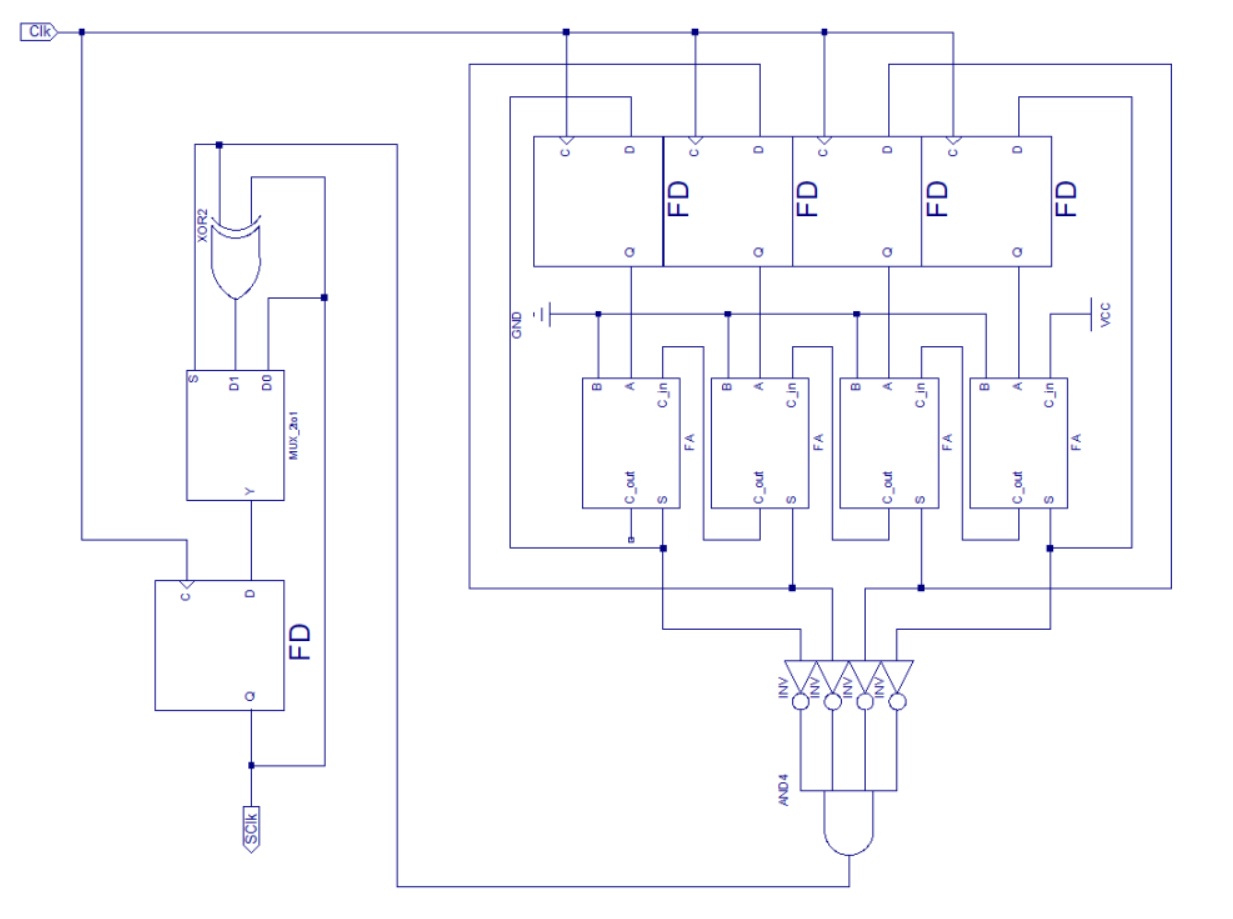 Clk
C
D
C
D
C
D
C
D
FD
FD
FD
FD
XOR2
Q
Q
Q
Q
GND
VCC
S
D1
D0
MUX_2to1
Y
B
A
C_in
B
A
C_in
B
A
C_in
B
A
C_in
FA
FA
FA
FA
C_out
S
C_out
S
C_out
S
C_out
S
C
D
FD
Q
INV
INV
INV
INV
AND4
SClk